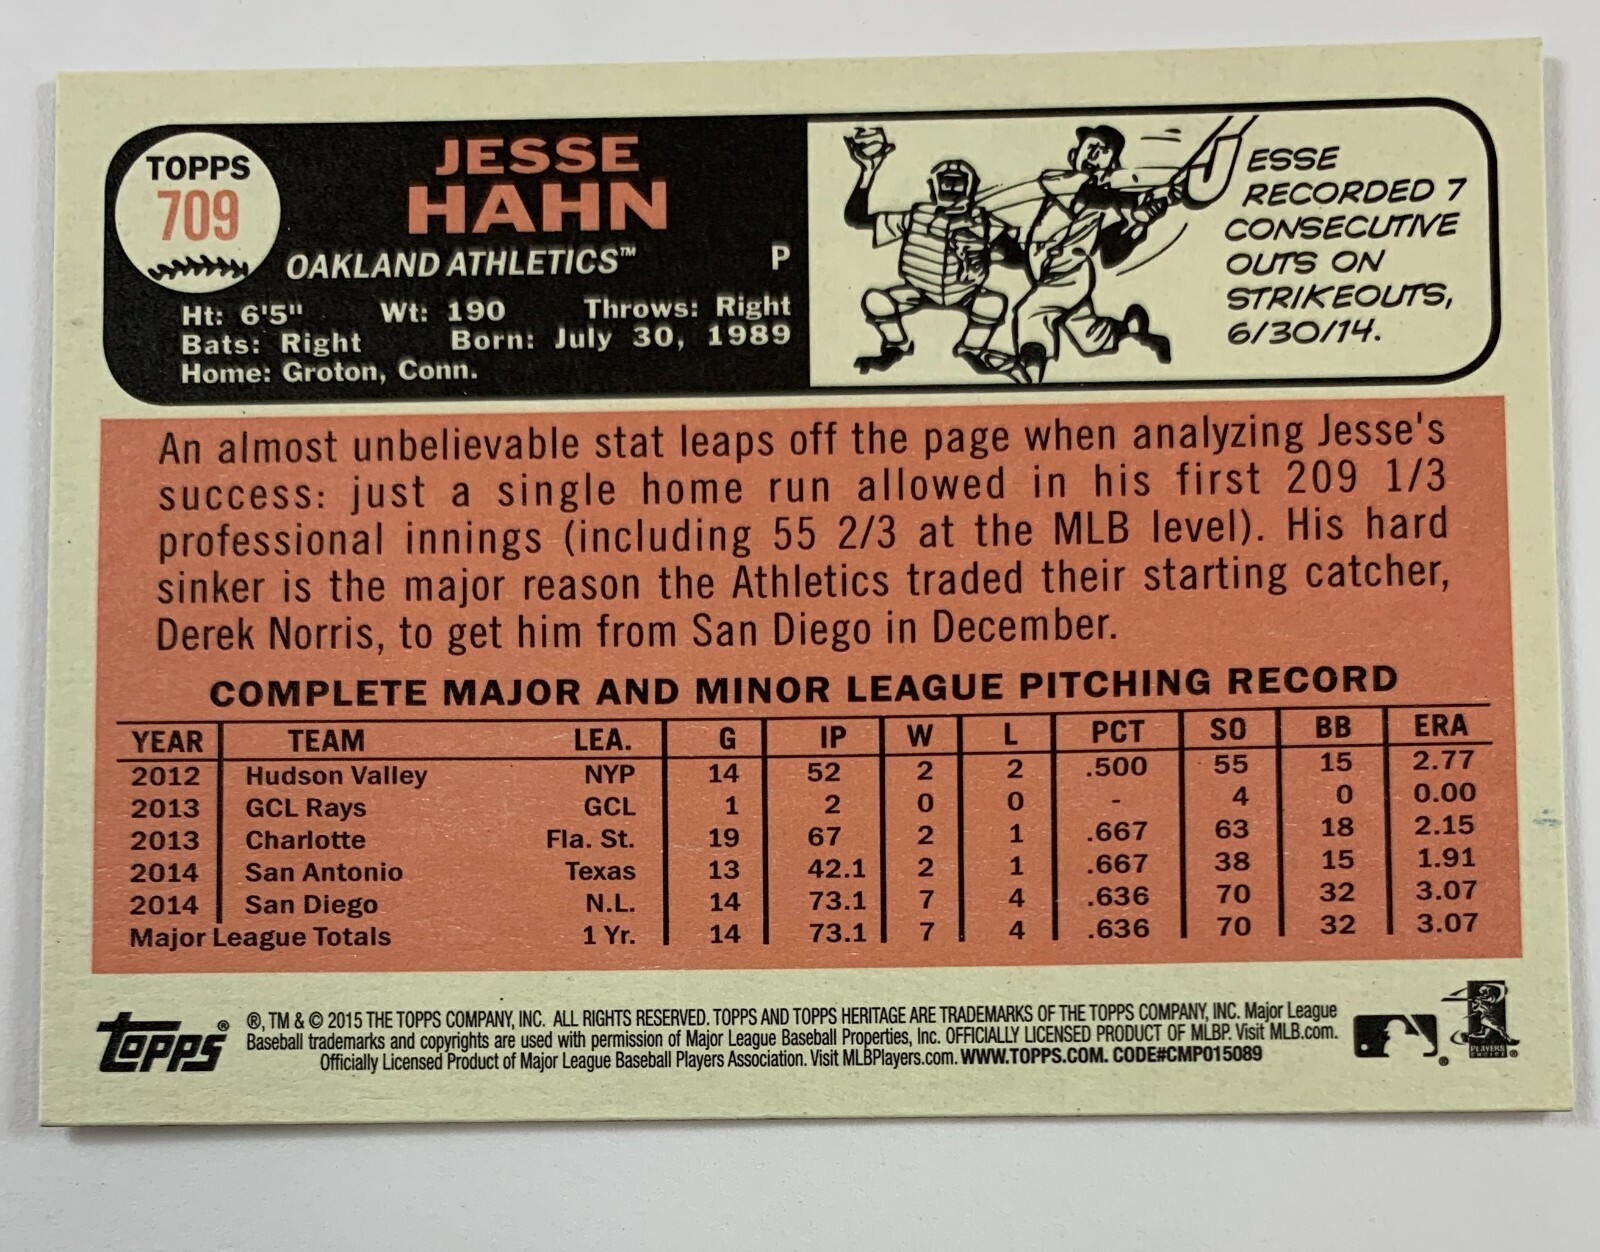 TOPPS
709
JESSE
HAHN
OAKLAND ATHLETICS™ P
Ht: 6'5" Wt: 190 Throws: Right
Bats: Right Born: July 30, 1989
Home: Groton, Conn.
JESSE
RECORDED 7
CONSECUTIVE
OUTS ON
STRIKEOUTS,
6/30/14.
An almost unbelievable stat leaps off the page when analyzing Jesse's
success: just a single home run allowed in his first 209 1/3
professional innings (including 55 2/3 at the MLB level). His hard
sinker is the major reason the Athletics traded their starting catcher,
Derek Norris, to get him from San Diego in December.
COMPLETE MAJOR AND MINOR LEAGUE PITCHING RECORD
YEAR TEAM LEA. G IP W L PCT SO BB ERA
2012 Hudson Valley NYP 14 52 2 2 .500 55 15 2.77
2013 GCL Rays GCL 1 2 0 0 - 4 0 0.00
2013 Charlotte Fla. St. 19 67 2 1 .667 63 18 2.15
2014 San Antonio Texas 13 42.1 2 1 .667 38 15 1.91
2014 San Diego N.L. 14 73.1 7 4 .636 70 32 3.07
Major League Totals 1 Yr. 14 73.1 7 4 .636 70 32 3.07
topps®
®, TM & © 2015 THE TOPPS COMPANY, INC. ALL RIGHTS RESERVED. TOPPS AND TOPPS HERITAGE ARE TRADEMARKS OF THE TOPPS COMPANY, INC. Major League
Baseball trademarks and copyrights are used with permission of Major League Baseball Properties, Inc. OFFICIALLY LICENSED PRODUCT OF MLBP. Visit MLB.com.
Officially Licensed Product of Major League Baseball Players Association. Visit MLBPlayers.com. WWW.TOPPS.COM. CODE#CMP015089
®
PLAYERS
CHOICE®